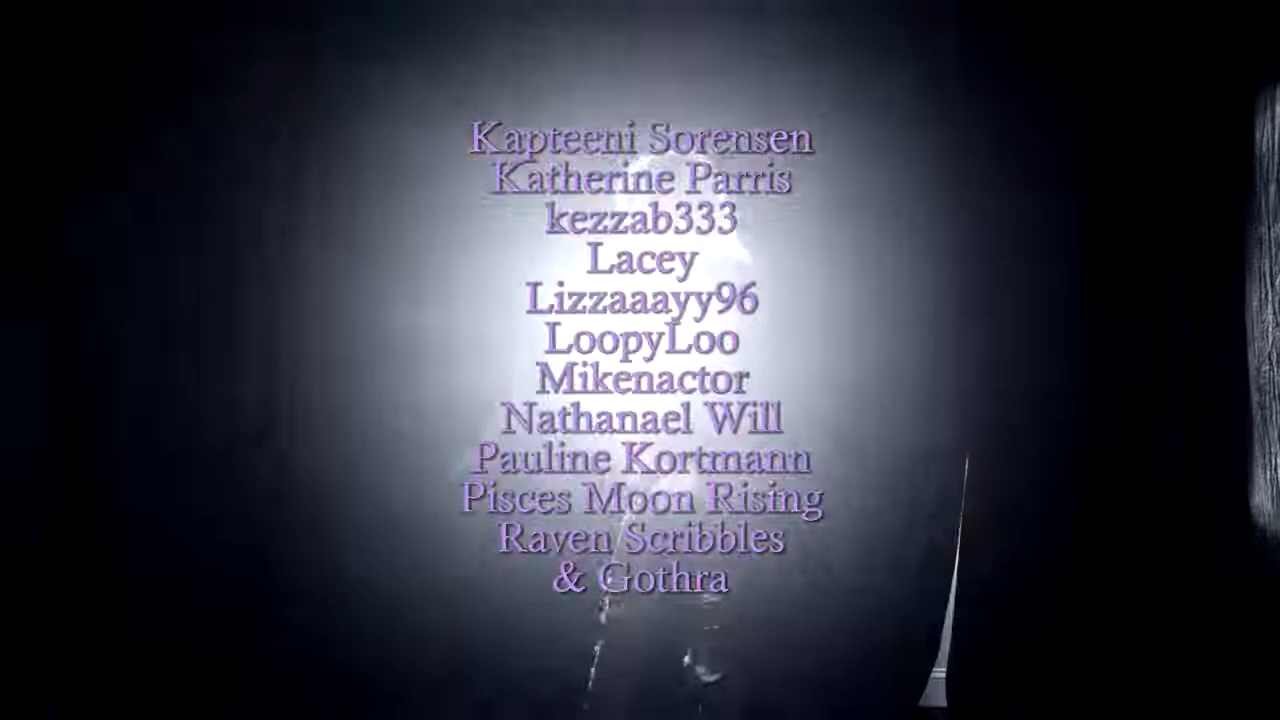 Kapteeni Sorensen
Katherine Parris
kezzab333
Lacey
Lizzaaayy96
LoopyLoo
Mikenactor
Nathanael Will
Pauline Kortmann
Pisces Moon Rising
Raven Scribbles
& Gothra